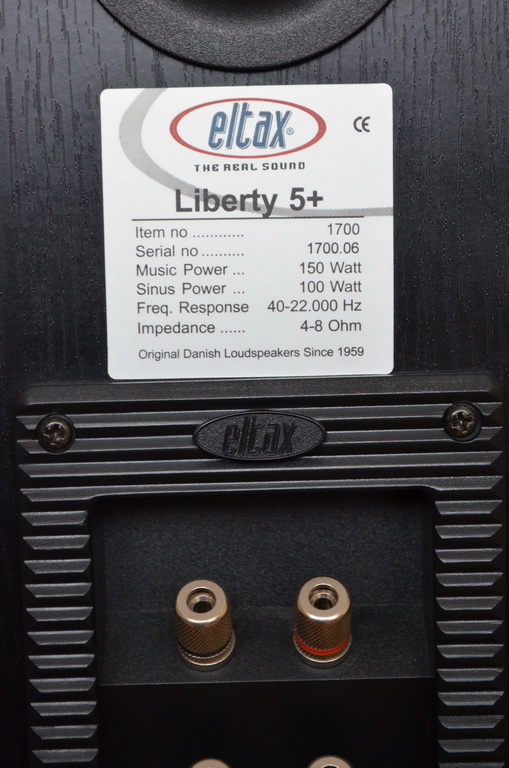 eltax®
CE
THE REAL SOUND
Liberty 5+
Item no ............ 1700
Serial no .......... 1700.06
Music Power ... 150 Watt
Sinus Power ... 100 Watt
Freq. Response 40-22.000 Hz
Impedance ...... 4-8 Ohm
Original Danish Loudspeakers Since 1959
eltax